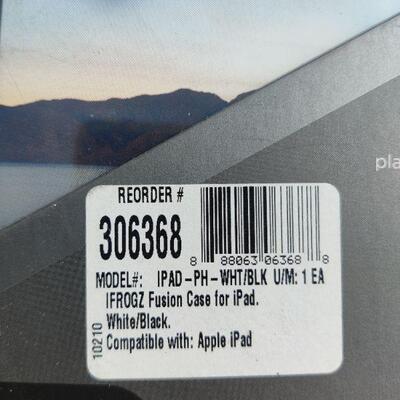 pla
REORDER #
306368
8 88063 06368 8
MODEL#: IPAD-PH-WHT/BLK U/M: 1 EA
IFROGZ Fusion Case for iPad.
White/Black.
Compatible with: Apple iPad
10210